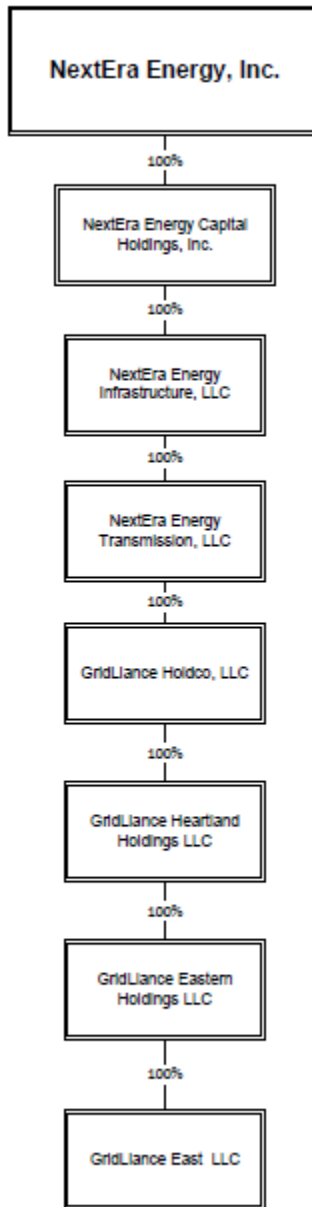 NextEra Energy, Inc.
100%
NextEra Energy Capital
Holdings, Inc.
100%
NextEra Energy
Infrastructure, LLC
100%
NextEra Energy
Transmission, LLC
100%
GridLiance Holdco, LLC
100%
GridLiance Heartland
Holdings LLC
100%
GridLiance Eastern
Holdings LLC
100%
GridLiance East LLC